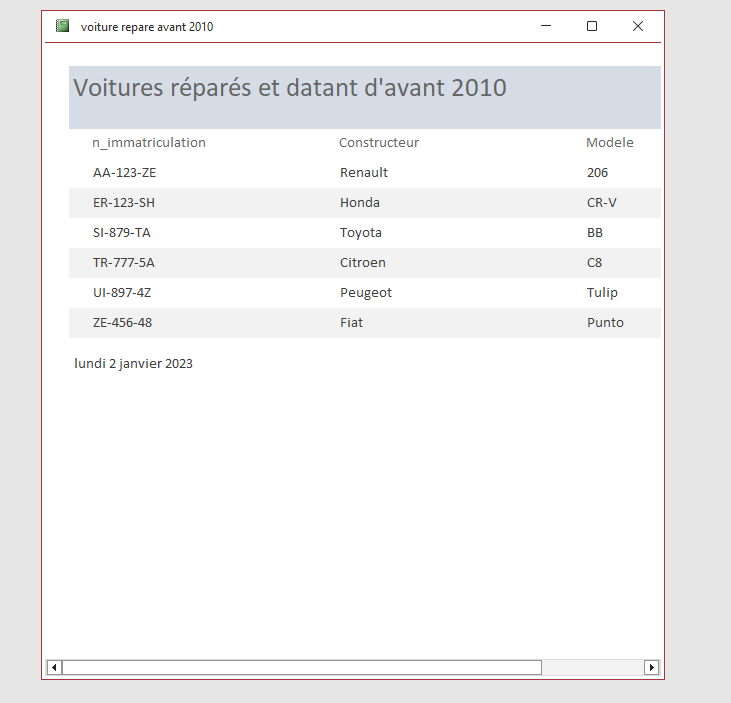 voiture repare avant 2010
Voitures réparés et datant d'avant 2010
n_immatriculation Constructeur Modele
AA-123-ZE Renault 206
ER-123-SH Honda CR-V
SI-879-TA Toyota BB
TR-777-5A Citroen C8
UI-897-4Z Peugeot Tulip
ZE-456-48 Fiat Punto
lundi 2 janvier 2023